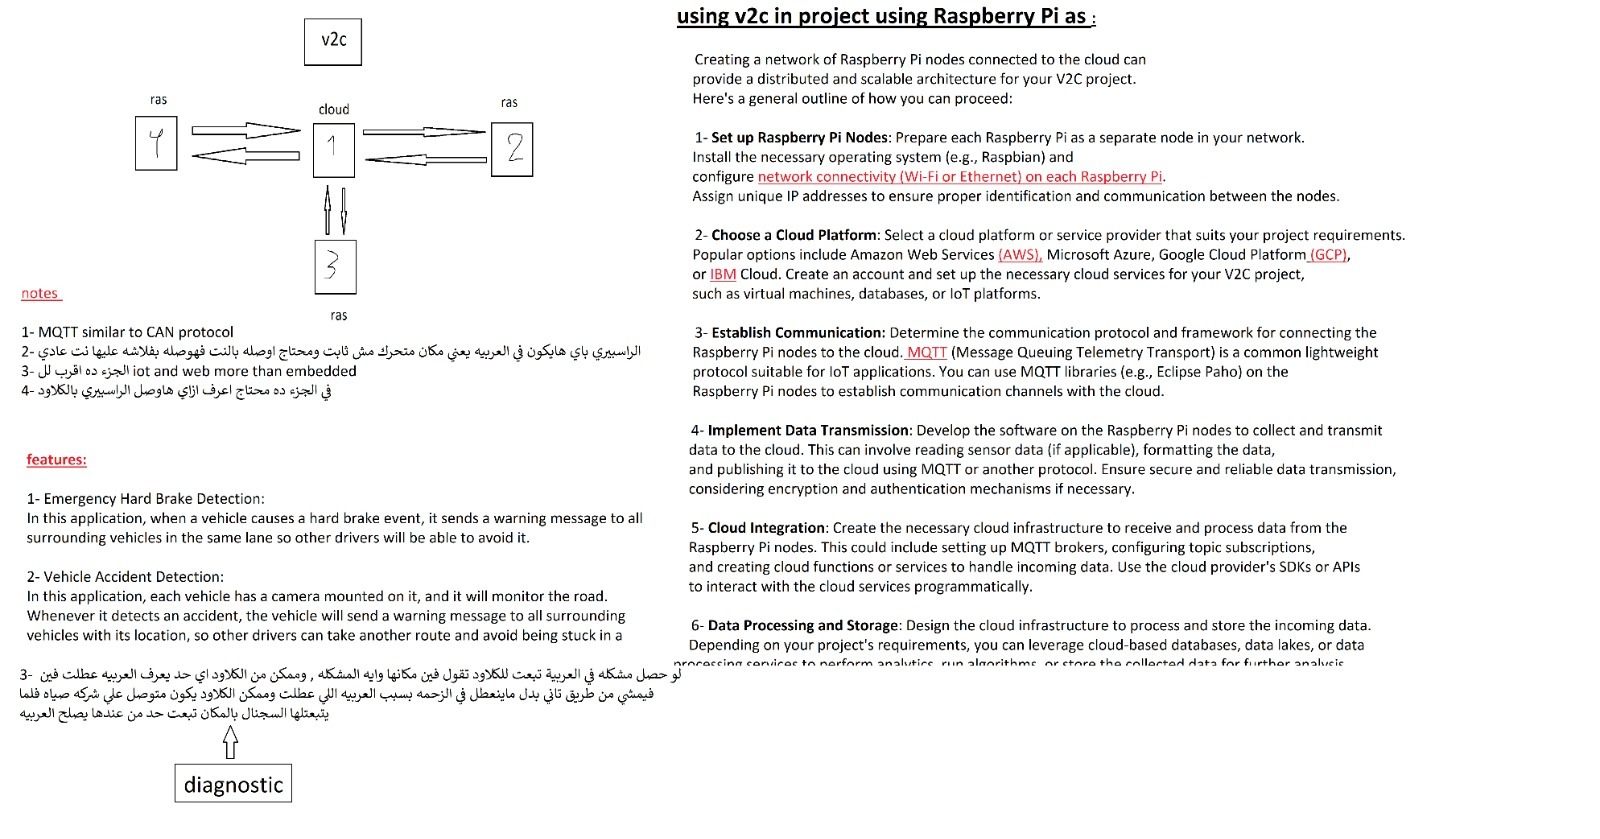 v2c
ras
cloud
ras
4
1
2
3
ras
notes
1- MQTT similar to CAN protocol
2- الراسبيري باي هايكون في العربيه يعني مكان متحرك مش ثابت ومحتاج اوصله بالنت فهوصله بفلاشه عليها نت عادي
3- الجزء ده اقرب لل iot and web more than embedded
4- في الجزء ده محتاج اعرف ازاي هاوصل الراسبيري بالكلاود
features:
1- Emergency Hard Brake Detection:
In this application, when a vehicle causes a hard brake event, it sends a warning message to all
surrounding vehicles in the same lane so other drivers will be able to avoid it.
2- Vehicle Accident Detection:
In this application, each vehicle has a camera mounted on it, and it will monitor the road.
Whenever it detects an accident, the vehicle will send a warning message to all surrounding
vehicles with its location, so other drivers can take another route and avoid being stuck in a
3- لو حصل مشكله في العربية تبعت للكلاود تقول فين مكانها وايه المشكله , وممكن من الكلاود اي حد يعرف العربيه عطلت فين
فيمشي من طريق تاني بدل مايتعطل في الزحمه بسبب العربيه اللي عطلت وممكن الكلاود يكون متوصل علي شركه صيانه فلما
يتبعتلها السجنال بالمكان تبعت حد من عندها يصلح العربيه
diagnostic
using v2c in project using Raspberry Pi as :
Creating a network of Raspberry Pi nodes connected to the cloud can
provide a distributed and scalable architecture for your V2C project.
Here's a general outline of how you can proceed:
1- Set up Raspberry Pi Nodes: Prepare each Raspberry Pi as a separate node in your network.
Install the necessary operating system (e.g., Raspbian) and
configure network connectivity (Wi-Fi or Ethernet) on each Raspberry Pi.
Assign unique IP addresses to ensure proper identification and communication between the nodes.
2- Choose a Cloud Platform: Select a cloud platform or service provider that suits your project requirements.
Popular options include Amazon Web Services (AWS), Microsoft Azure, Google Cloud Platform (GCP),
or IBM Cloud. Create an account and set up the necessary cloud services for your V2C project,
such as virtual machines, databases, or IoT platforms.
3- Establish Communication: Determine the communication protocol and framework for connecting the
Raspberry Pi nodes to the cloud. MQTT (Message Queuing Telemetry Transport) is a common lightweight
protocol suitable for IoT applications. You can use MQTT libraries (e.g., Eclipse Paho) on the
Raspberry Pi nodes to establish communication channels with the cloud.
4- Implement Data Transmission: Develop the software on the Raspberry Pi nodes to collect and transmit
data to the cloud. This can involve reading sensor data (if applicable), formatting the data,
and publishing it to the cloud using MQTT or another protocol. Ensure secure and reliable data transmission,
considering encryption and authentication mechanisms if necessary.
5- Cloud Integration: Create the necessary cloud infrastructure to receive and process data from the
Raspberry Pi nodes. This could include setting up MQTT brokers, configuring topic subscriptions,
and creating cloud functions or services to handle incoming data. Use the cloud provider's SDKs or APIs
to interact with the cloud services programmatically.
6- Data Processing and Storage: Design the cloud infrastructure to process and store the incoming data.
Depending on your project's requirements, you can leverage cloud-based databases, data lakes, or data
processing services to perform analytics, run algorithms, or store the collected data for further analysis